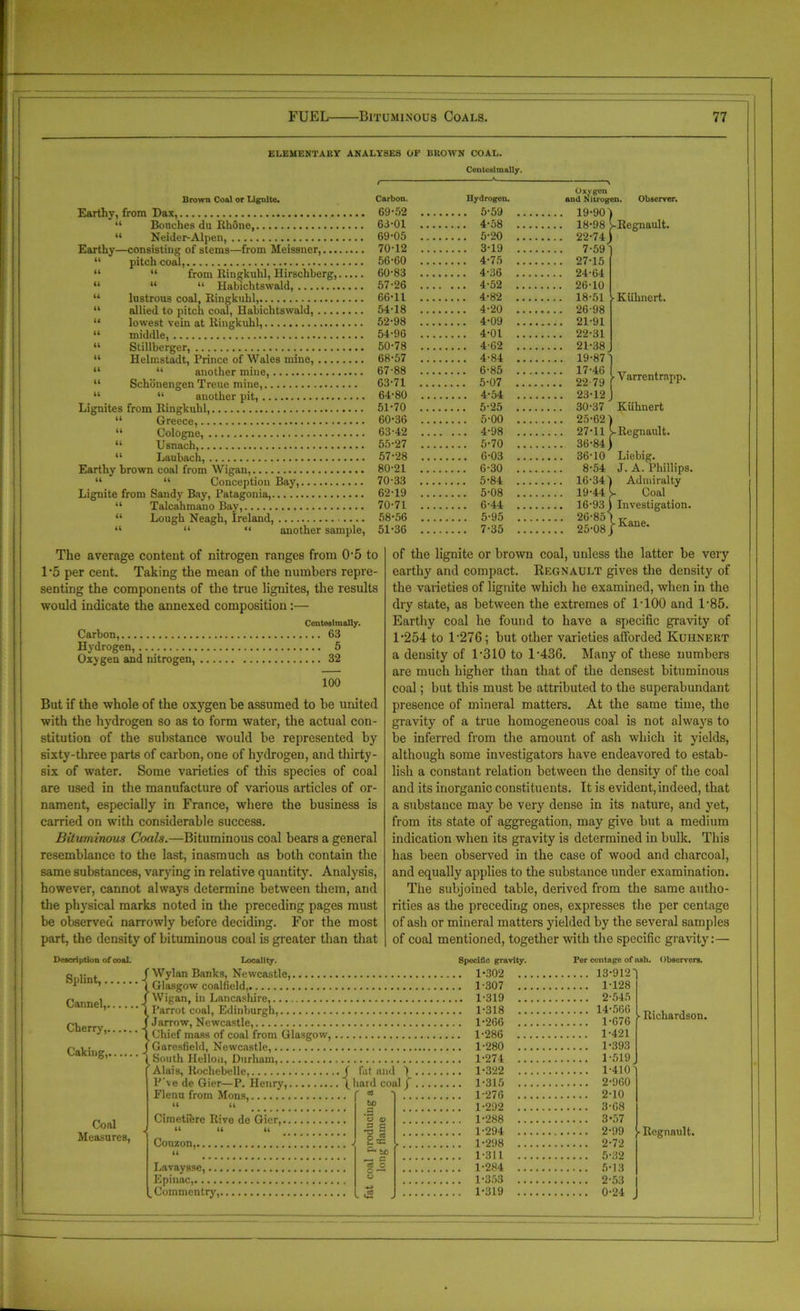 FUEL——Bituminous Coals. 77
ELEMENTARY ANALYSES OF BROWN COAL.
Centesimally.
Brown Coal or Lignite. Carbon. Hydrogen. Oxygen and Nitrogen. Observer.
Earthy, from Dax, 69·52 5·59 19·90
“ Bouches du Rhône, 63·01 4·58 18·98 Regnault.
“ Neider-Alpen, 69·05 5·20 22·74
Earthy—consisting of stems—from Meissner, 70·12 3·19 7·59
“ pitch coal, 56·60 4·75 27·15
“ “ from Ringkuhl, Hirschberg, 60·83 4·36 24·64
“ “ “ Habichtswald, 57·26 4·52 26·10
“ lustrous coal, Ringkuhl, 66·11 4·82 18·51 Kühnert.
“ allied to pitch coal, Habichtswald, 54·18 4·20 26·98
“ lowest vein at Ringkuhl, 52·98 4·09 21·91
“ middle, 54·96 4·01 22·31
“ Stillberger, 50·78 4·62 21·38
“ Helmstadt, Prince of Wales mine, 68·57 4·84 19·87
“ “ another mine, 67·88 6·85 17·46
“ Schönengen Treue mine, 63·71 5·07 22·79 Varrentrapp.
“ “ another pit, 64·80 4·54 23·12
Lignites from Ringkuhl, 51·70 5·25 30·37 Kühnert
“ Greece, 60·36 5·00 25·62
“ Cologne, 63·42 4·98 27·11 Regnault.
“ Usnach, 55·27 5·70 36·84
“ Laubach, 57·28 6·03 36·10 Liebig.
Earthy brown coal from Wigan, 80·21 6·30 8·54 J. A. Phillips.
“ “ Conception Bay, 70·33 5·84 16·34 Admiralty
Lignite from Sandy Bay, Patagonia, 62·19 5·08 19·44 Coal
“ Talcahmano Bay, 70·71 6·44 16·93 Investigation.
“ Lough Neagh, Ireland, 58·56 5·95 26·85 Kane.
“ “ “ another sample, 51·36 7·35 25·08
The average content of nitrogen ranges from 0·5 to
1·5 per cent. Taking the mean of the numbers repre-
senting the components of the true lignites, the results
would indicate the annexed composition:—
Centesimally.
Carbon, 63
Hydrogen, 5
Oxygen and nitrogen, 32
100
But if the whole of the oxygen be assumed to be united
with the hydrogen so as to form water, the actual con-
stitution of the substance would be represented by
sixty-three parts of carbon, one of hydrogen, and thirty-
six of water. Some varieties of this species of coal
are used in the manufacture of various articles of or-
nament, especially in France, where the business is
carried on with considerable success.
Bituminous Coals.—Bituminous coal bears a general
resemblance to the last, inasmuch as both contain the
same substances, varying in relative quantity. Analysis,
however, cannot always determine between them, and
the physical marks noted in the preceding pages must
be observed narrowly before deciding. For the most
part, the density of bituminous coal is greater than that
of the lignite or brown coal, unless the latter be very
earthy and compact. Regnault gives the density of
the varieties of lignite which he examined, when in the
dry state, as between the extremes of 1·100 and 1·85.
Earthy coal he found to have a specific gravity of
1·254 to 1·276; but other varieties afforded Kuhnert
a density of 1·310 to 1·436. Many of these numbers
are much higher than that of the densest bituminous
coal; but this must be attributed to the superabundant
presence of mineral matters. At the same time, the
gravity of a true homogeneous coal is not always to
be inferred from the amount of ash which it yields,
although some investigators have endeavored to estab-
lish a constant relation between the density of the coal
and its inorganic constituents. It is evident, indeed, that
a substance may be very dense in its nature, and yet,
from its state of aggregation, may give but a medium
indication when its gravity is determined in bulk. This
has been observed in the case of wood and charcoal,
and equally applies to the substance under examination.
The subjoined table, derived from the same autho-
rities as the preceding ones, expresses the per centage
of ash or mineral matters yielded by the several samples
of coal mentioned, together with the specific gravity:—
Description of coal. Locality. Specific gravity. Per centage of ash. Observers.
Splint, Wylan Banks, Newcastle, 1·302 13·912
Glasgow coalfield, 1·307 1·128
Cannel, Wigan, in Lancashire, 1·319 2·545
Parrot coal, Edinburgh, 1·318 14·566 Richardson.
Cherry, Jarrow, Newcastle, 1·266 1·676
Chief mass of coal from Glasgow, 1·286 1·421
Caking, Garesfield, Newcastle, 1·280 1·393
South Hellon, Durham, 1·274 1·519
Alais, Rochebelle, fat and 1·322 1·410
P've de Gier—P. Henry, hard coal 1·315 2·960
Flenu from Mons, 1·276 2·10
“ “ 1·292 3·68
Coal Measures, Cimetière Rive de Gier, fat coal producing a long flame 1·288 3·57
“ “ “ 1·294 2·99 Regnault.
Couzon, 1·298 2·72
“ 1·311 5·32
Lavaysse, 1·284 5·13
Epinac, 1·353 2·53
Commentry, 1·319 0·24